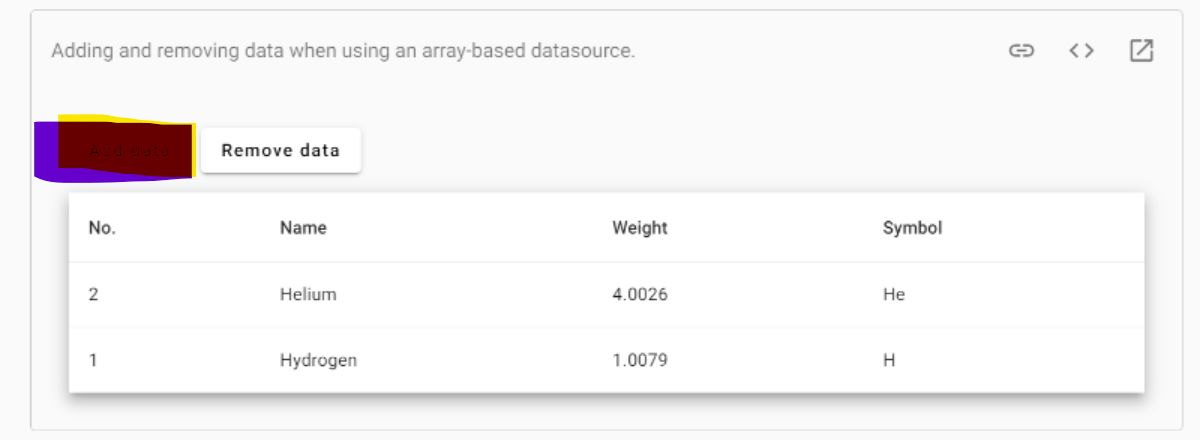 Adding and removing data when using an array-based datasource.
Add data Remove data
No. Name Weight Symbol
2 Helium 4.0026 He
1 Hydrogen 1.0079 H